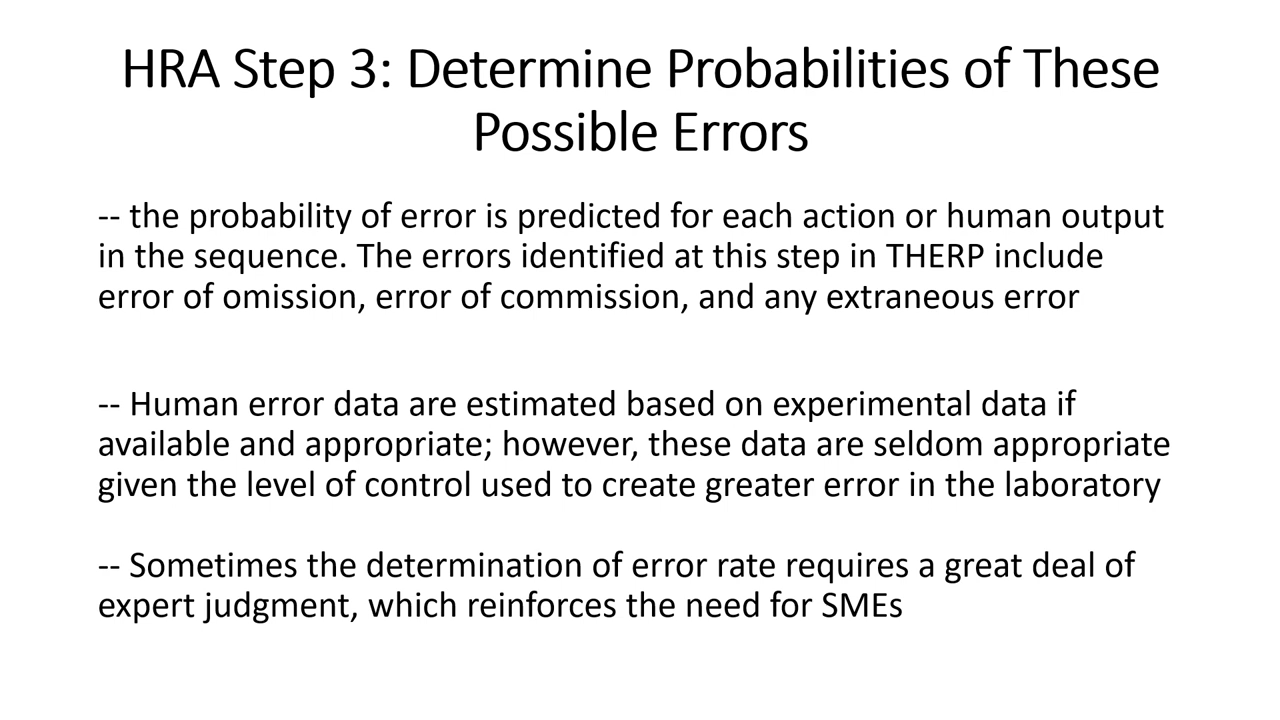 HRA Step 3: Determine Probabilities of These
Possible Errors
-- the probability of error is predicted for each action or human output
in the sequence. The errors identified at this step in THERP include
error of omission, error of commission, and any extraneous error
-- Human error data are estimated based on experimental data if
available and appropriate; however, these data are seldom appropriate
given the level of control used to create greater error in the laboratory
-- Sometimes the determination of error rate requires a great deal of
expert judgment, which reinforces the need for SMEs